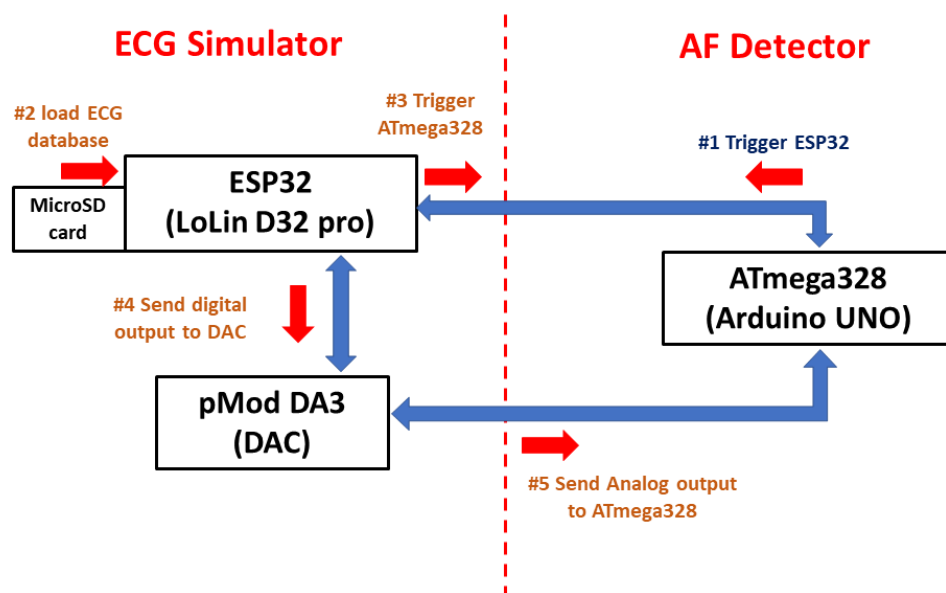 ECG Simulator
AF Detector
#2 load ECG
database
#3 Trigger
ATmega328
#1 Trigger ESP32
MicroSD
card
ESP32
(LoLin D32 pro)
ATmega328
(Arduino UNO)
#4 Send digital
output to DAC
pMod DA3
(DAC)
#5 Send Analog output
to ATmega328